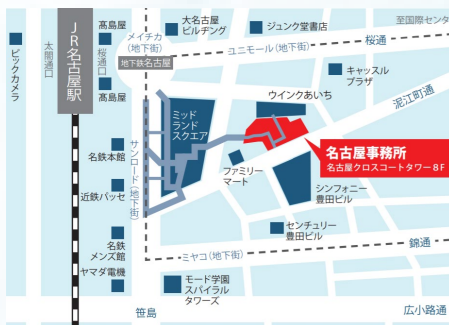 至国際センター
大名古屋
ビルヂング
ジュンク堂書店
髙島屋
メイチカ
(地下街)
ユニモール(地下街)
桜通
JR名古屋駅
太閤通口
桜通口
地下鉄名古屋
ビックカメラ
髙島屋
キャッスル
プラザ
ウインクあいち
泥江町通
ミッド
ランド
スクエア
名古屋事務所
名古屋クロスコートタワー8F
名鉄本館
サンロード(地下街)
ファミリー
マート
近鉄パッセ
シンフォニー
豊田ビル
センチュリー
豊田ビル
名鉄
メンズ館
ミヤコ(地下街)
錦通
ヤマダ電機
モード学園
スパイラル
タワーズ
笹島
広小路通